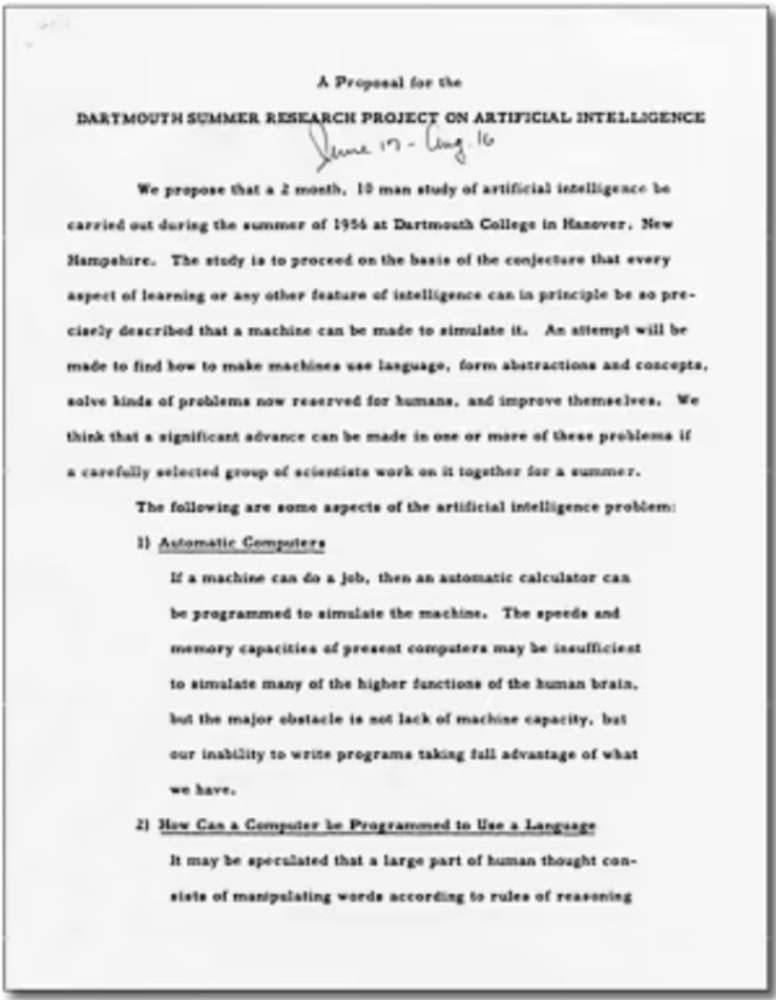 A Proposal for the
DARTMOUTH SUMMER RESEARCH PROJECT ON ARTIFICIAL INTELLIGENCE
June 17 - Aug. 16
We propose that a 2 month, 10 man study of artificial intelligence be
carried out during the summer of 1956 at Dartmouth College in Hanover, New
Hampshire. The study is to proceed on the basis of the conjecture that every
aspect of learning or any other feature of intelligence can in principle be so pre-
cisely described that a machine can be made to simulate it. An attempt will be
made to find how to make machines use language, form abstractions and concepts,
solve kinds of problems now reserved for humans, and improve themselves. We
think that a significant advance can be made in one or more of these problems if
a carefully selected group of scientists work on it together for a summer.
The following are some aspects of the artificial intelligence problem:
1) Automatic Computers
If a machine can do a job, then an automatic calculator can
be programmed to simulate the machine. The speeds and
memory capacities of present computers may be insufficient
to simulate many of the higher functions of the human brain,
but the major obstacle is not lack of machine capacity, but
our inability to write programs taking full advantage of what
we have.
2) How Can a Computer be Programmed to Use a Language
It may be speculated that a large part of human thought con-
sists of manipulating words according to rules of reasoning